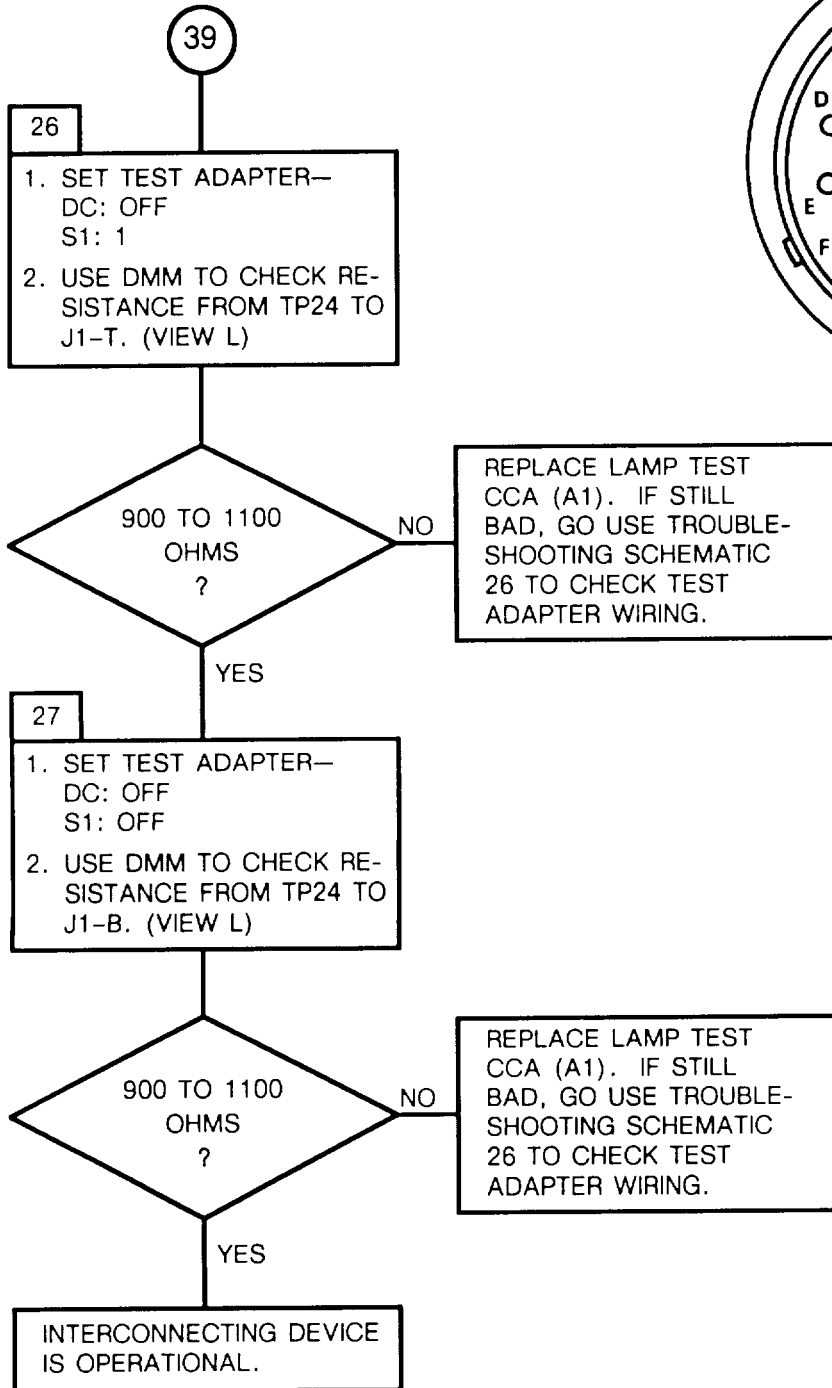 39
26
1. SET TEST ADAPTER—
DC: OFF
S1: 1
2. USE DMM TO CHECK RE-
SISTANCE FROM TP24 TO
J1-T. (VIEW L)
900 TO 1100
OHMS
?
NO
REPLACE LAMP TEST
CCA (A1). IF STILL
BAD, GO USE TROUBLE-
SHOOTING SCHEMATIC
26 TO CHECK TEST
ADAPTER WIRING.
YES
27
1. SET TEST ADAPTER—
DC: OFF
S1: OFF
2. USE DMM TO CHECK RE-
SISTANCE FROM TP24 TO
J1-B. (VIEW L)
900 TO 1100
OHMS
?
NO
REPLACE LAMP TEST
CCA (A1). IF STILL
BAD, GO USE TROUBLE-
SHOOTING SCHEMATIC
26 TO CHECK TEST
ADAPTER WIRING.
YES
INTERCONNECTING DEVICE
IS OPERATIONAL.
D
E
F